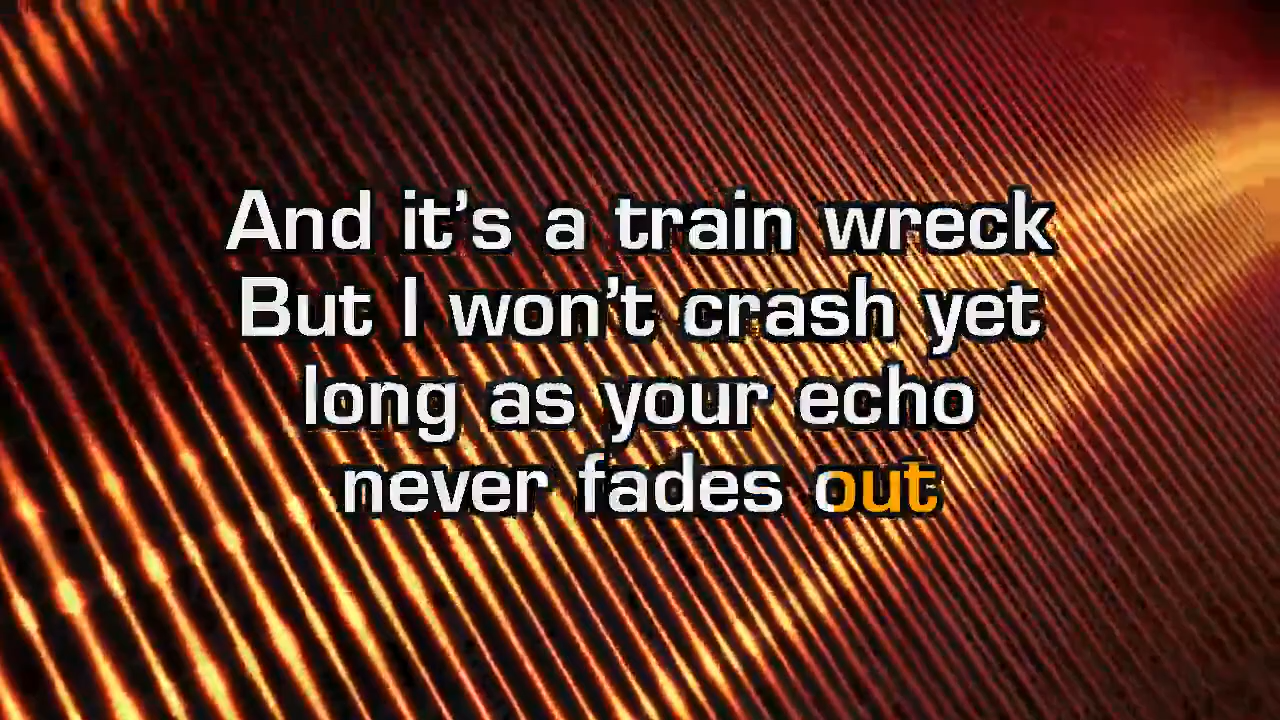 And it’s a train wreck
But I won’t crash yet
long as your echo
never fades out